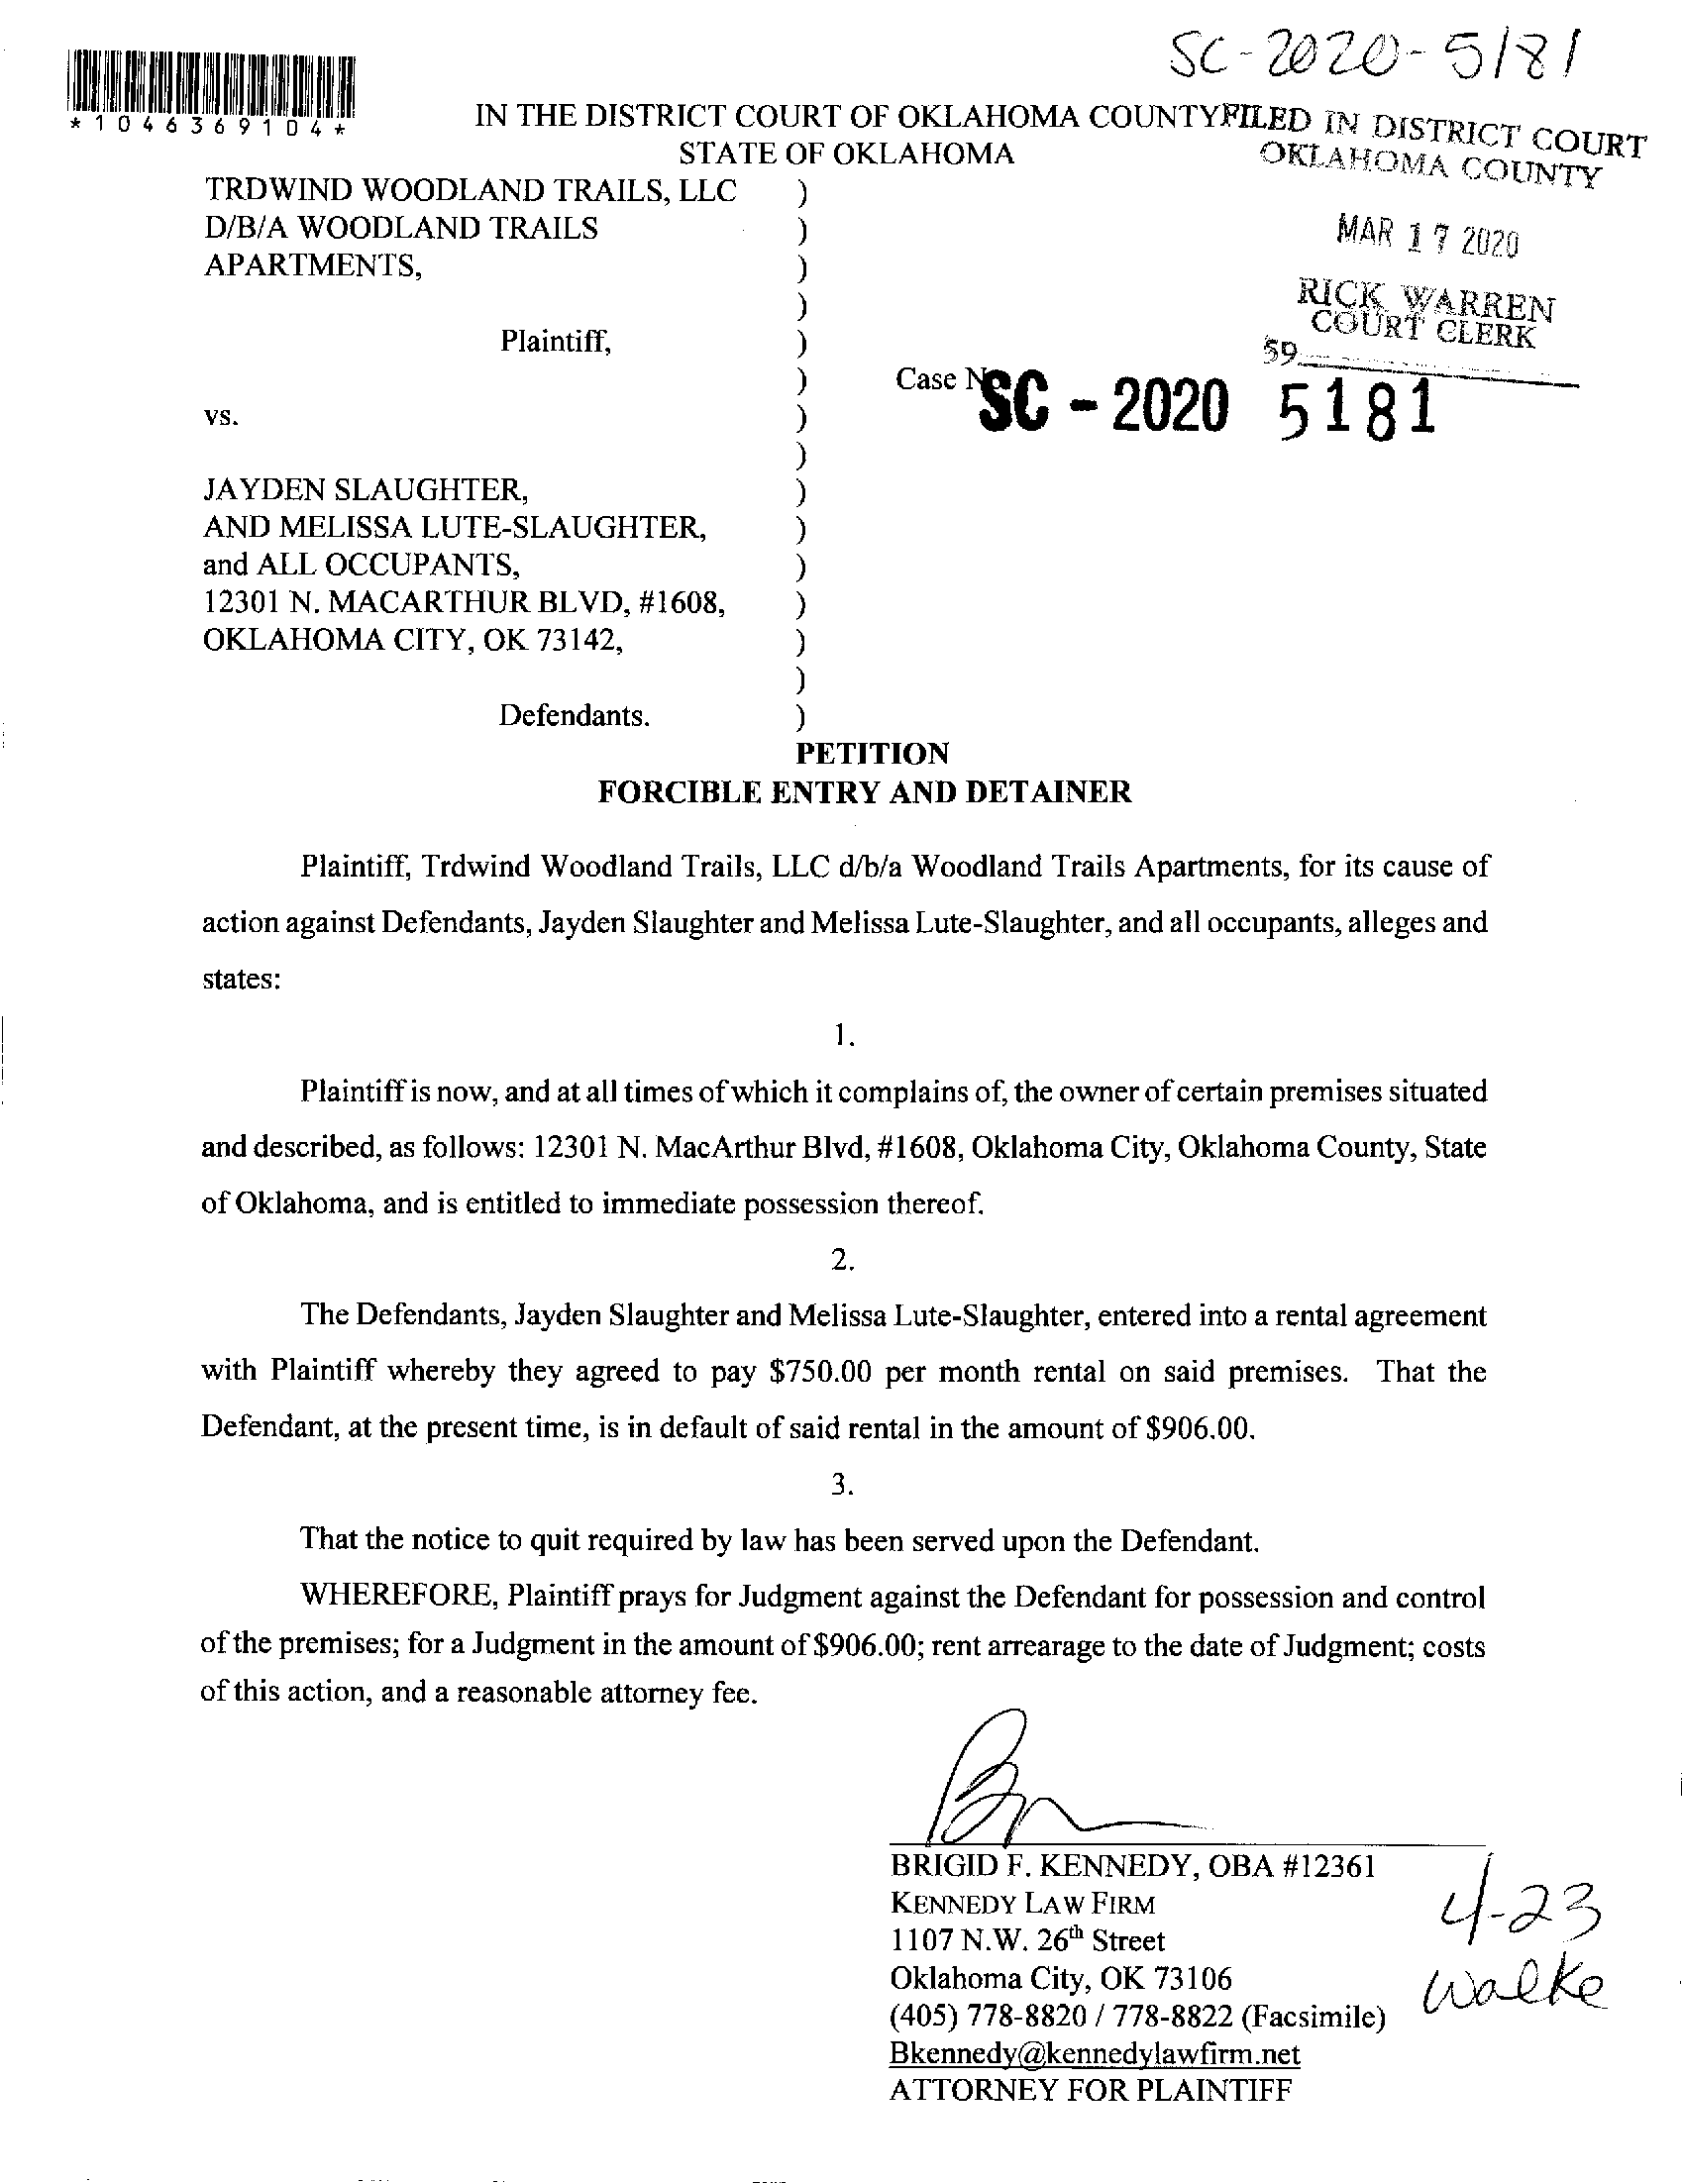 SC-2020-5181
*1046369104*
IN THE DISTRICT COURT OF OKLAHOMA COUNTY
STATE OF OKLAHOMA
FILED IN DISTRICT COURT
OKLAHOMA COUNTY
MAR 17 2020
RICK WARREN
COURT CLERK
59
TRDWIND WOODLAND TRAILS, LLC )
D/B/A WOODLAND TRAILS )
APARTMENTS, )
)
Plaintiff, )
) Case No. SC - 2020 5181
vs. )
)
JAYDEN SLAUGHTER, )
AND MELISSA LUTE-SLAUGHTER, )
and ALL OCCUPANTS, )
12301 N. MACARTHUR BLVD, #1608, )
OKLAHOMA CITY, OK 73142, )
)
Defendants. )
PETITION
FORCIBLE ENTRY AND DETAINER
Plaintiff, Trdwind Woodland Trails, LLC d/b/a Woodland Trails Apartments, for its cause of
action against Defendants, Jayden Slaughter and Melissa Lute-Slaughter, and all occupants, alleges and
states:
1.
Plaintiff is now, and at all times of which it complains of, the owner of certain premises situated
and described, as follows: 12301 N. MacArthur Blvd, #1608, Oklahoma City, Oklahoma County, State
of Oklahoma, and is entitled to immediate possession thereof.
2.
The Defendants, Jayden Slaughter and Melissa Lute-Slaughter, entered into a rental agreement
with Plaintiff whereby they agreed to pay $750.00 per month rental on said premises. That the
Defendant, at the present time, is in default of said rental in the amount of $906.00.
3.
That the notice to quit required by law has been served upon the Defendant.
WHEREFORE, Plaintiff prays for Judgment against the Defendant for possession and control
of the premises; for a Judgment in the amount of $906.00; rent arrearage to the date of Judgment; costs
of this action, and a reasonable attorney fee.
BRIGID F. KENNEDY, OBA #12361
KENNEDY LAW FIRM
1107 N.W. 26th Street
Oklahoma City, OK 73106
(405) 778-8820 / 778-8822 (Facsimile)
Bkennedy@kennedylawfirm.net
ATTORNEY FOR PLAINTIFF
4-23
Walke